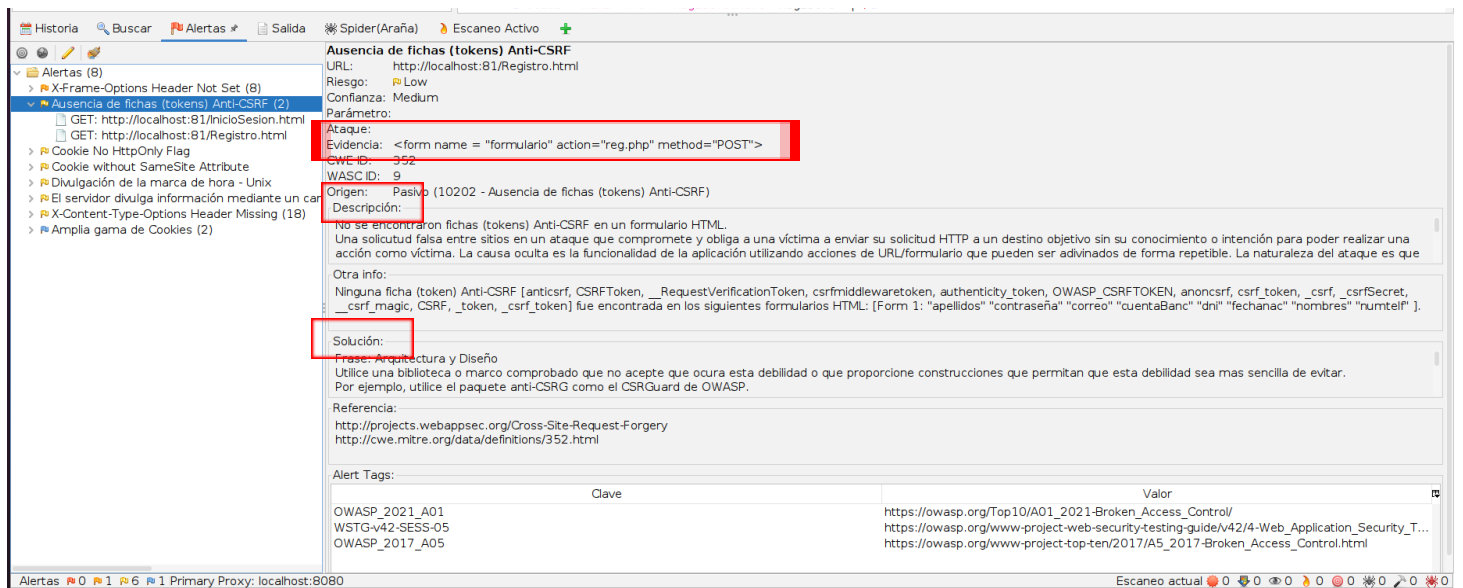 Historia Buscar Alertas Salida Spider(Araña) Escaneo Activo
Alertas (8)
X-Frame-Options Header Not Set (8)
Ausencia de fichas (tokens) Anti-CSRF (2)
GET: http://localhost:81/InicioSesion.html
GET: http://localhost:81/Registro.html
Cookie No HttpOnly Flag
Cookie without SameSite Attribute
Divulgación de la marca de hora - Unix
El servidor divulga información mediante un car
X-Content-Type-Options Header Missing (18)
Amplia gama de Cookies (2)
Ausencia de fichas (tokens) Anti-CSRF
URL: http://localhost:81/Registro.html
Riesgo: Low
Confianza: Medium
Parámetro:
Ataque:
Evidencia: <form name = "formulario" action="reg.php" method="POST">
CWE ID: 352
WASC ID: 9
Origen: Pasivo (10202 - Ausencia de fichas (tokens) Anti-CSRF)
Descripción:
No se encontraron fichas (tokens) Anti-CSRF en un formulario HTML.
Una solicutud falsa entre sitios en un ataque que compromete y obliga a una víctima a enviar su solicitud HTTP a un destino objetivo sin su conocimiento o intención para poder realizar una
acción como víctima. La causa oculta es la funcionalidad de la aplicación utilizando acciones de URL/formulario que pueden ser adivinados de forma repetible. La naturaleza del ataque es que
Otra info:
Ninguna ficha (token) Anti-CSRF [anticsrf, CSRFToken, __RequestVerificationToken, csrfmiddlewaretoken, authenticity_token, OWASP_CSRFTOKEN, anoncsrf, csrf_token, _csrf, _csrfSecret,
__csrf_magic, CSRF, _token, _csrf_token] fue encontrada en los siguientes formularios HTML: [Form 1: "apellidos" "contraseña" "correo" "cuentaBanc" "dni" "fechanac" "nombres" "numtelf" ].
Solución:
Frase: Arquitectura y Diseño
Utilice una biblioteca o marco comprobado que no acepte que ocura esta debilidad o que proporcione construcciones que permitan que esta debilidad sea mas sencilla de evitar.
Por ejemplo, utilice el paquete anti-CSRG como el CSRGuard de OWASP.
Referencia:
http://projects.webappsec.org/Cross-Site-Request-Forgery
http://cwe.mitre.org/data/definitions/352.html
Alert Tags:
Clave Valor
OWASP_2021_A01 https://owasp.org/Top10/A01_2021-Broken_Access_Control/
WSTG-v42-SESS-05 https://owasp.org/www-project-web-security-testing-guide/v42/4-Web_Application_Security_T...
OWASP_2017_A05 https://owasp.org/www-project-top-ten/2017/A5_2017-Broken_Access_Control.html
Alertas 0 1 6 1 Primary Proxy: localhost:8080 Escaneo actual 0 0 0 0 0 0 0 0